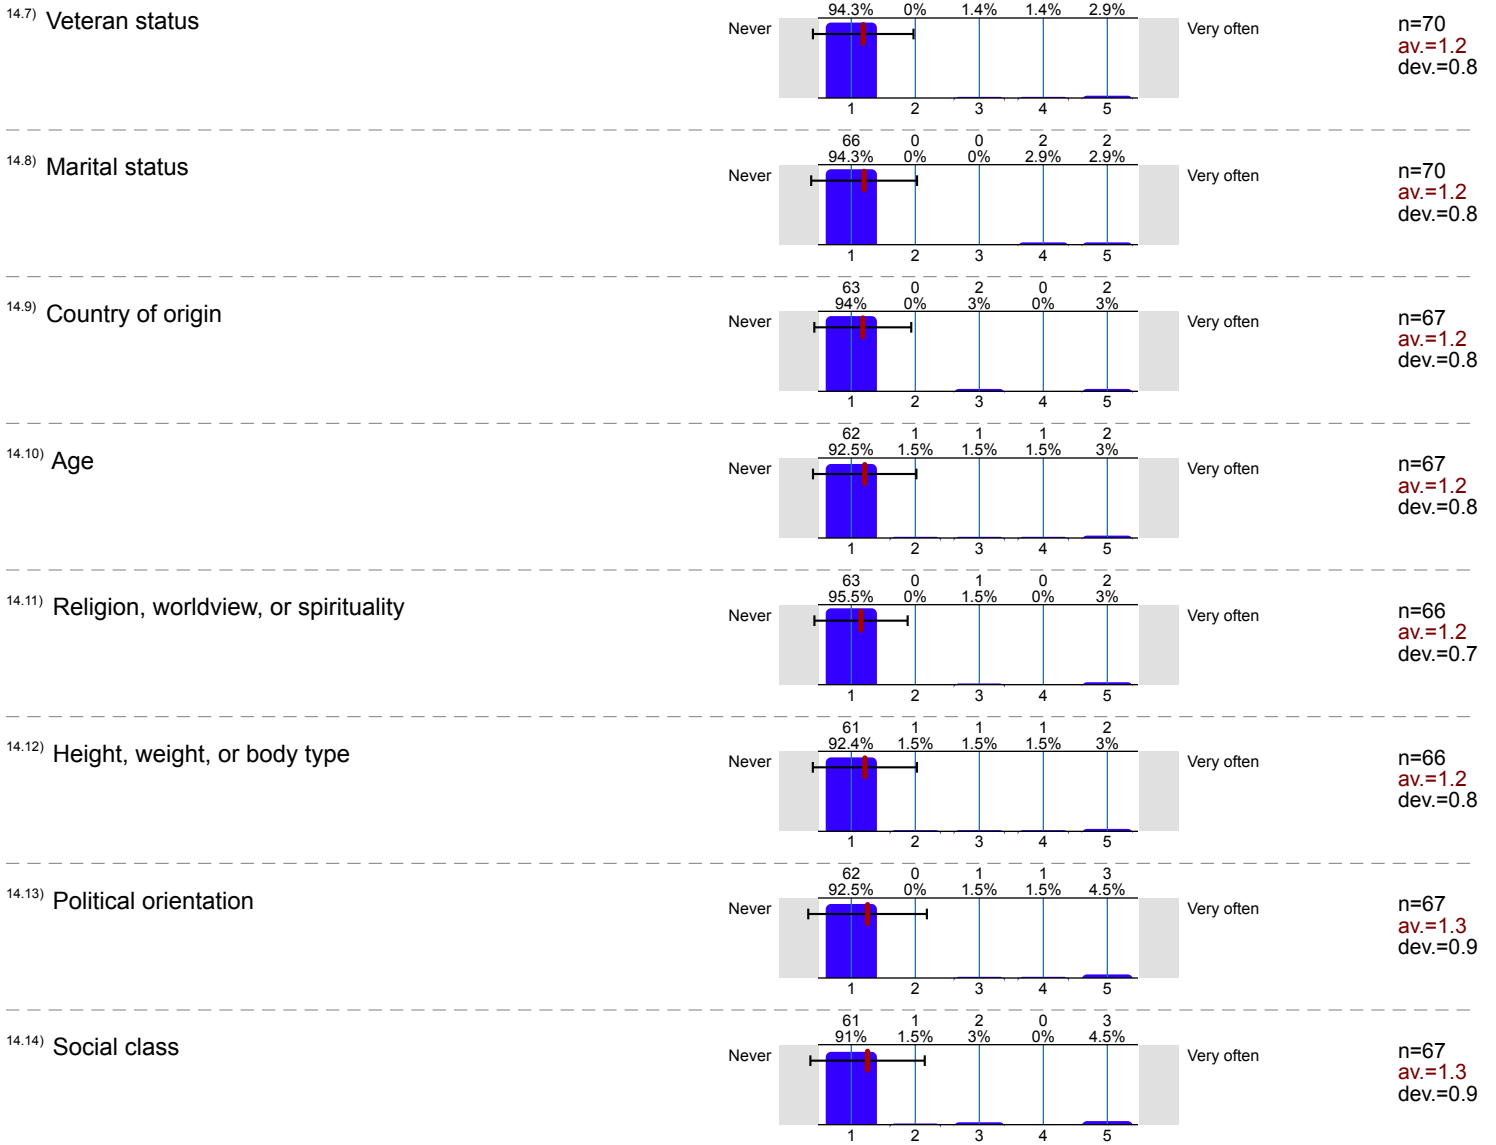 14.7) Veteran status
94.3% 0% 1.4% 1.4% 2.9%
Never Very often
n=70
av.=1.2
dev.=0.8
1 2 3 4 5
14.8) Marital status
66 0 0 2 2
94.3% 0% 0% 2.9% 2.9%
Never Very often
n=70
av.=1.2
dev.=0.8
1 2 3 4 5
14.9) Country of origin
63 0 2 0 2
94% 0% 3% 0% 3%
Never Very often
n=67
av.=1.2
dev.=0.8
1 2 3 4 5
14.10) Age
62 1 1 1 2
92.5% 1.5% 1.5% 1.5% 3%
Never Very often
n=67
av.=1.2
dev.=0.8
1 2 3 4 5
14.11) Religion, worldview, or spirituality
63 0 1 0 2
95.5% 0% 1.5% 0% 3%
Never Very often
n=66
av.=1.2
dev.=0.7
1 2 3 4 5
14.12) Height, weight, or body type
61 1 1 1 2
92.4% 1.5% 1.5% 1.5% 3%
Never Very often
n=66
av.=1.2
dev.=0.8
1 2 3 4 5
14.13) Political orientation
62 0 1 1 3
92.5% 0% 1.5% 1.5% 4.5%
Never Very often
n=67
av.=1.3
dev.=0.9
1 2 3 4 5
14.14) Social class
61 1 2 0 3
91% 1.5% 3% 0% 4.5%
Never Very often
n=67
av.=1.3
dev.=0.9
1 2 3 4 5